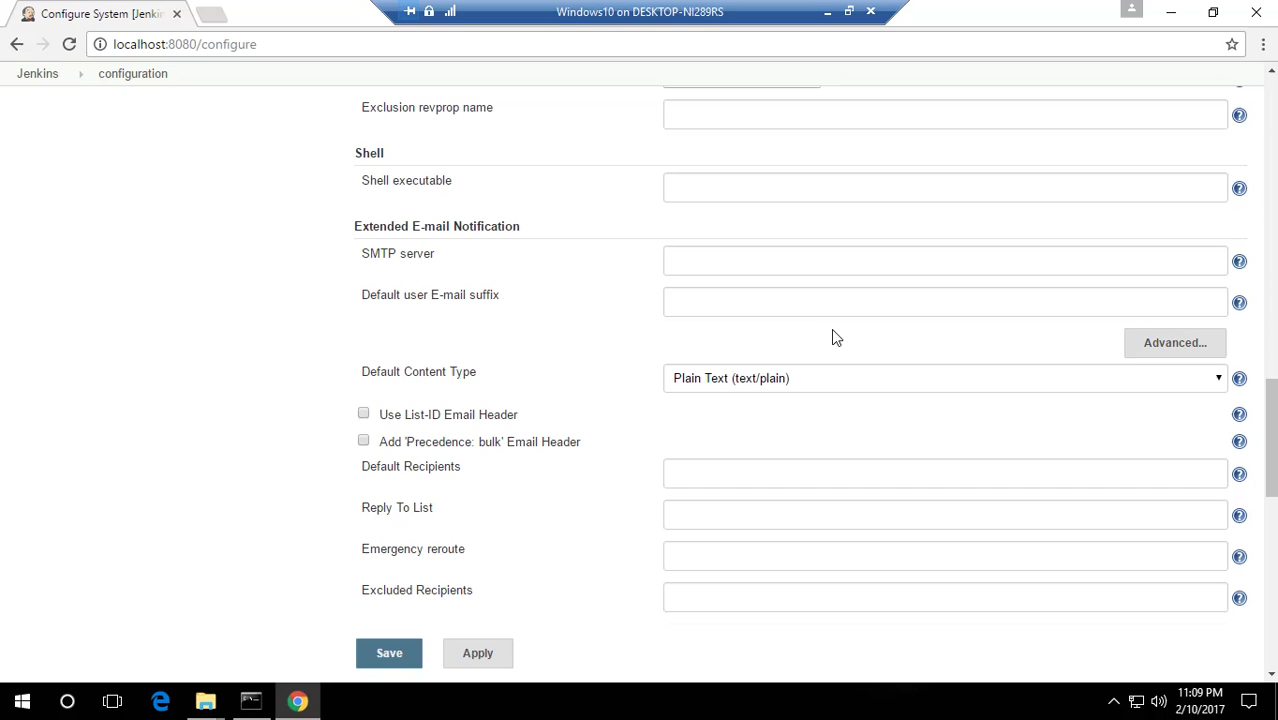 Configure System [Jenkin
Windows10 on DESKTOP-NI289RS
localhost:8080/configure
Jenkins
configuration
Exclusion revprop name
Shell
Shell executable
Extended E-mail Notification
SMTP server
Default user E-mail suffix
Advanced...
Default Content Type
Plain Text (text/plain)
Use List-ID Email Header
Add 'Precedence: bulk' Email Header
Default Recipients
Reply To List
Emergency reroute
Excluded Recipients
Save
Apply
11:09 PM
2/10/2017